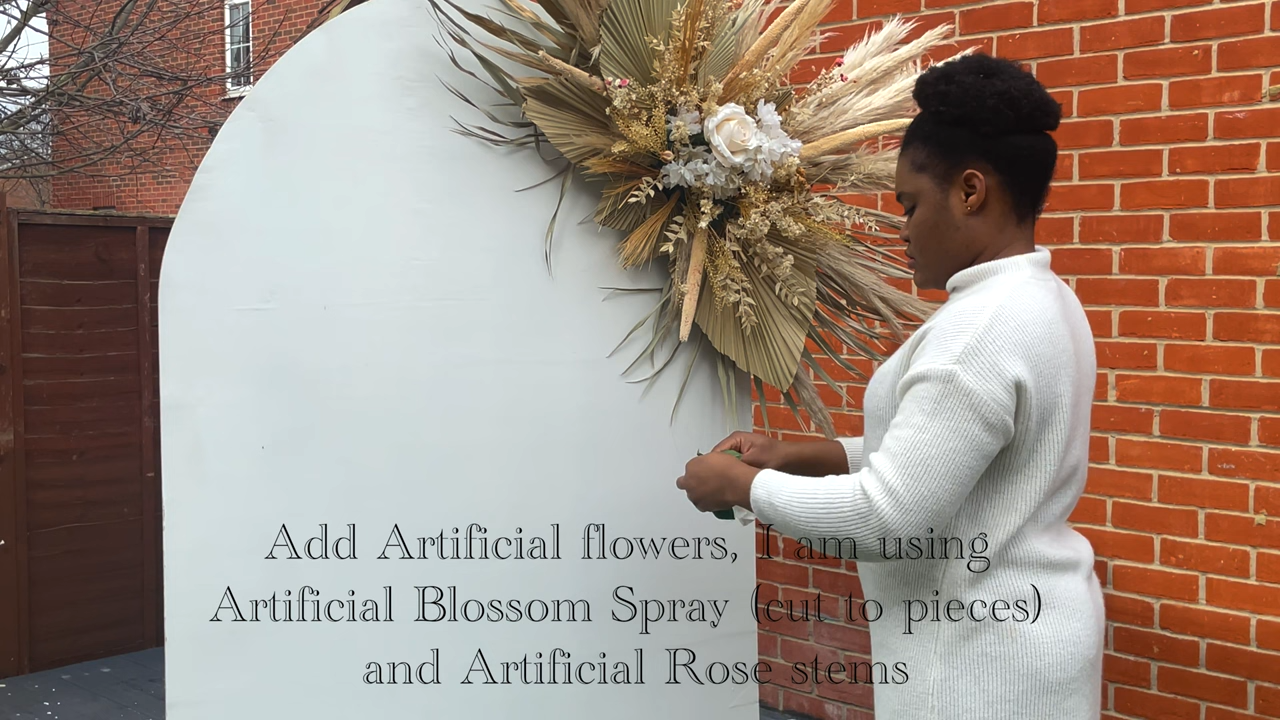 Add Artificial flowers, I am using
Artificial Blossom Spray (cut to pieces)
and Artificial Rose stems